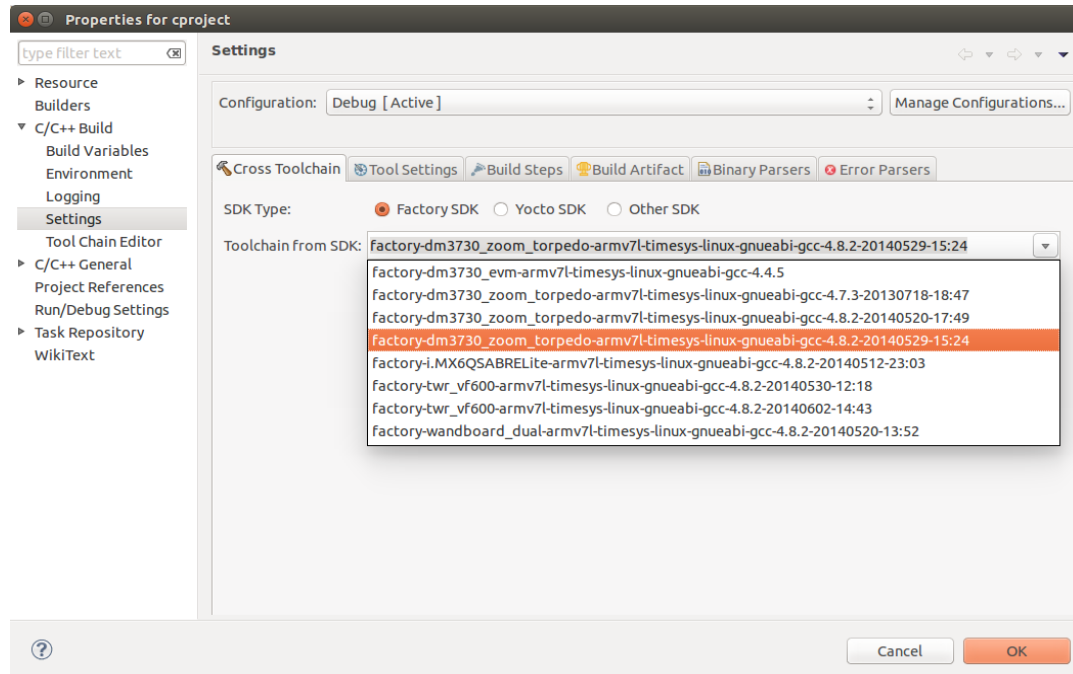 Properties for cproject
type filter text
Settings
Resource
Builders
C/C++ Build
Build Variables
Environment
Logging
Settings
Tool Chain Editor
C/C++ General
Project References
Run/Debug Settings
Task Repository
WikiText
Configuration: Debug [ Active ] Manage Configurations...
Cross Toolchain Tool Settings Build Steps Build Artifact Binary Parsers Error Parsers
SDK Type: Factory SDK Yocto SDK Other SDK
Toolchain from SDK: factory-dm3730_zoom_torpedo-armv7l-timesys-linux-gnueabi-gcc-4.8.2-20140529-15:24
factory-dm3730_evm-armv7l-timesys-linux-gnueabi-gcc-4.4.5
factory-dm3730_zoom_torpedo-armv7l-timesys-linux-gnueabi-gcc-4.7.3-20130718-18:47
factory-dm3730_zoom_torpedo-armv7l-timesys-linux-gnueabi-gcc-4.8.2-20140520-17:49
factory-dm3730_zoom_torpedo-armv7l-timesys-linux-gnueabi-gcc-4.8.2-20140529-15:24
factory-i.MX6QSABRELite-armv7l-timesys-linux-gnueabi-gcc-4.8.2-20140512-23:03
factory-twr_vf600-armv7l-timesys-linux-gnueabi-gcc-4.8.2-20140530-12:18
factory-twr_vf600-armv7l-timesys-linux-gnueabi-gcc-4.8.2-20140602-14:43
factory-wandboard_dual-armv7l-timesys-linux-gnueabi-gcc-4.8.2-20140520-13:52
Cancel OK